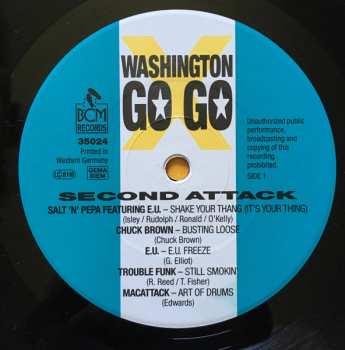 WASHINGTON
GO GO
X
BCM
RECORDS
35024
Printed in
Western Germany
LC 8190
GEMA
BIEM
Unauthorized public
performance,
broadcasting and
copying of this
recording
prohibited.
SIDE 1
SECOND ATTACK
SALT 'N' PEPA FEATURING E.U. – SHAKE YOUR THANG (IT'S YOUR THING)
(Isley / Rudolph / Ronald / O'Kelly)
CHUCK BROWN – BUSTING LOOSE
(Chuck Brown)
E.U. – E.U. FREEZE
(G. Elliot)
TROUBLE FUNK – STILL SMOKIN'
(R. Reed / T. Fisher)
MACATTACK – ART OF DRUMS
(Edwards)